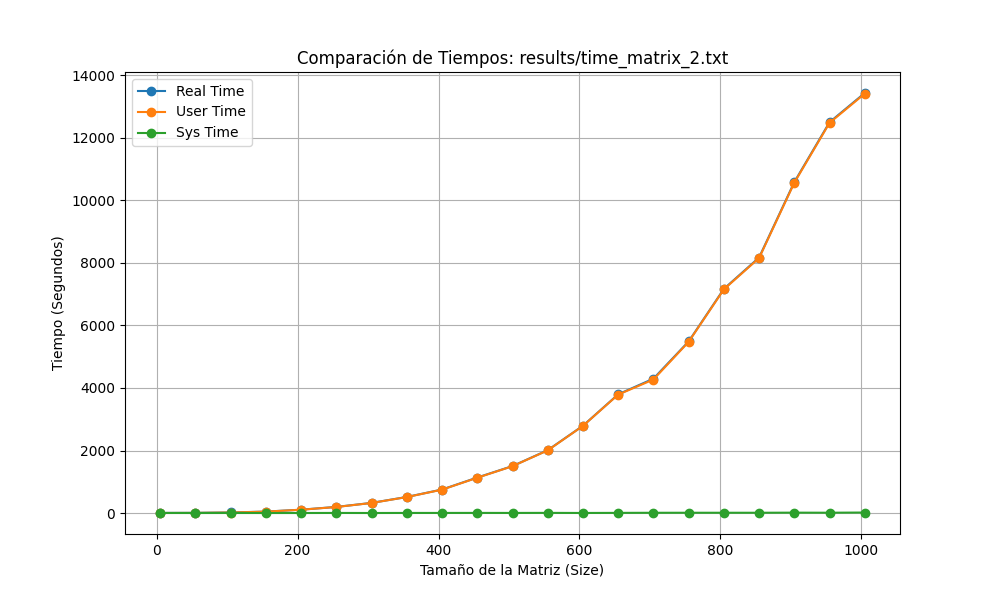 Comparación de Tiempos: results/time_matrix_2.txt
Real Time
User Time
Sys Time
Tiempo (Segundos)
14000
12000
10000
8000
6000
4000
2000
0
0 200 400 600 800 1000
Tamaño de la Matriz (Size)